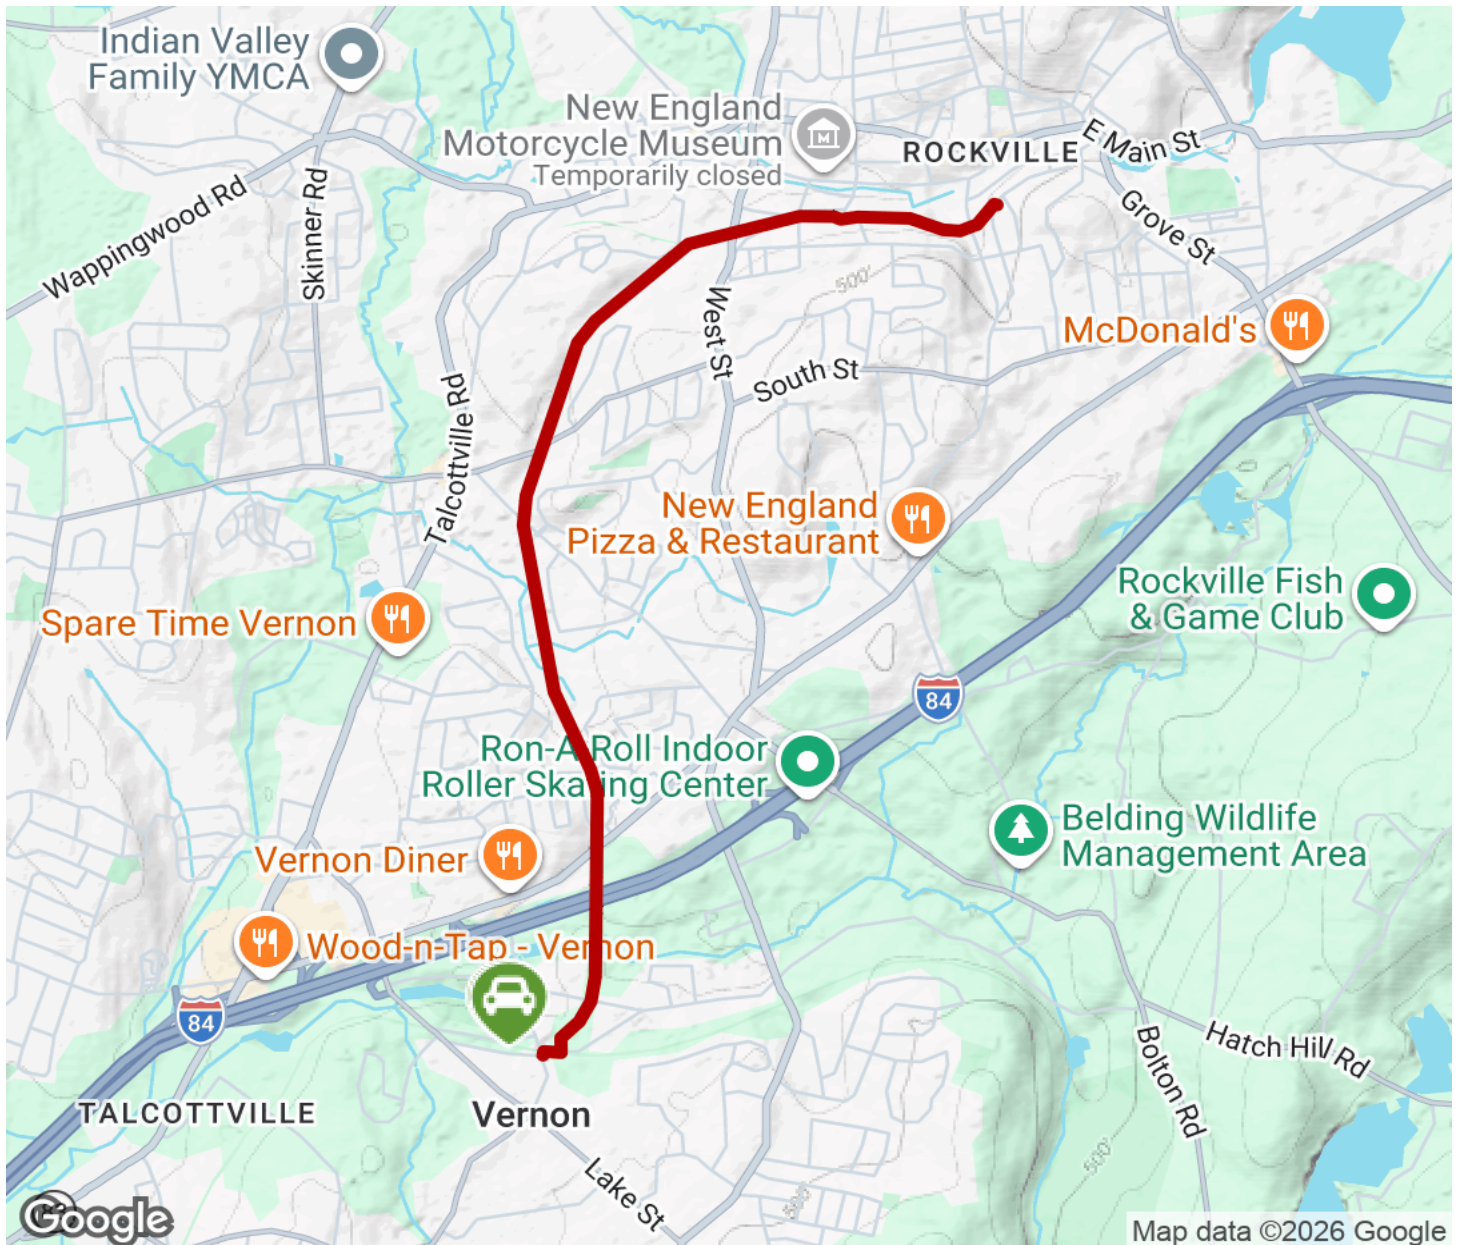 Indian Valley
Family YMCA
New England
Motorcycle Museum
Temporarily closed
ROCKVILLE
E Main St
Wappingwood Rd
Skinner Rd
Grove St
500'
West St
McDonald's
South St
Talcottville Rd
New England
Pizza & Restaurant
Rockville Fish
& Game Club
Spare Time Vernon
84
Ron-A-Roll Indoor
Roller Skating Center
Belding Wildlife
Management Area
Vernon Diner
Wood-n-Tap - Vernon
84
Hatch Hill Rd
Bolton Rd
TALCOTTVILLE
Vernon
500'
Lake St
500'
Google
Map data ©2026 Google